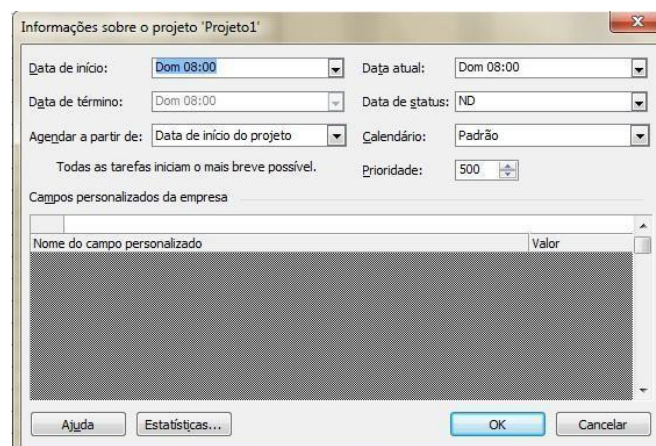 Informações sobre o projeto 'Projeto1'
Data de início: Dom 08:00 Data atual: Dom 08:00
Data de término: Dom 08:00 Data de status: ND
Agendar a partir de: Data de início do projeto Calendário: Padrão
Todas as tarefas iniciam o mais breve possível. Prioridade: 500
Campos personalizados da empresa
Nome do campo personalizado Valor
Ajuda Estatísticas... OK Cancelar